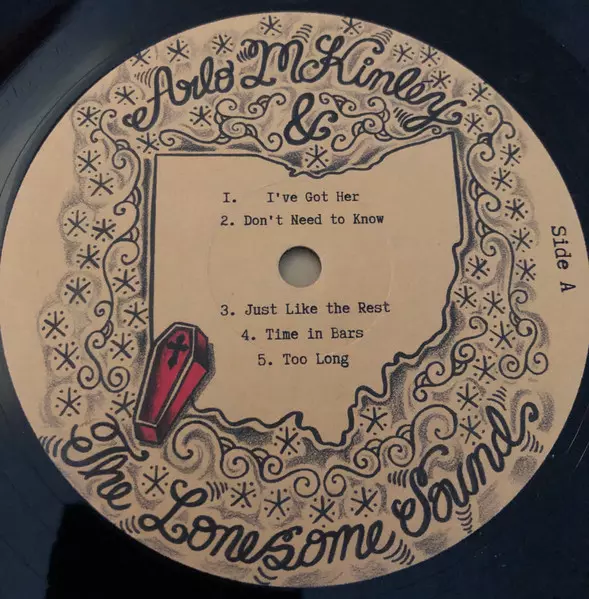 Arlo McKinley
&
I. I've Got Her
2. Don't Need to Know
3. Just Like the Rest
4. Time in Bars
5. Too Long
Side A
The Lonesome Sound